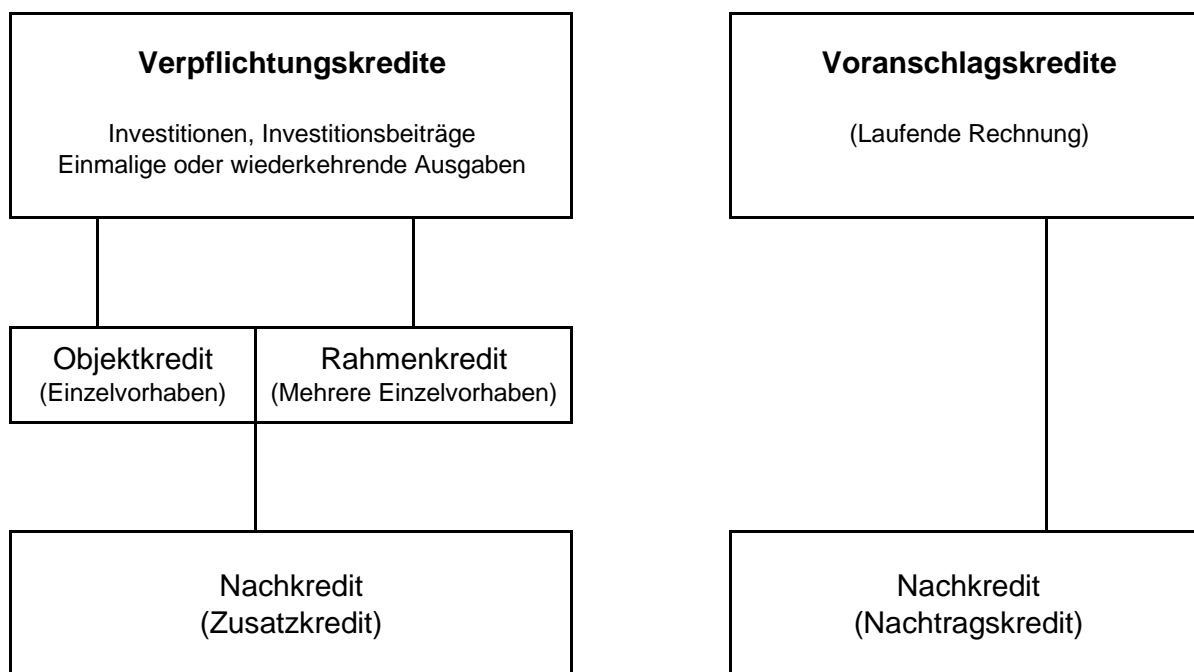 Verpflichtungskredite
Investitionen, Investitionsbeiträge
Einmalige oder wiederkehrende Ausgaben
Voranschlagskredite
(Laufende Rechnung)
Objektkredit
(Einzelvorhaben)
Rahmenkredit
(Mehrere Einzelvorhaben)
Nachkredit
(Zusatzkredit)
Nachkredit
(Nachtragskredit)